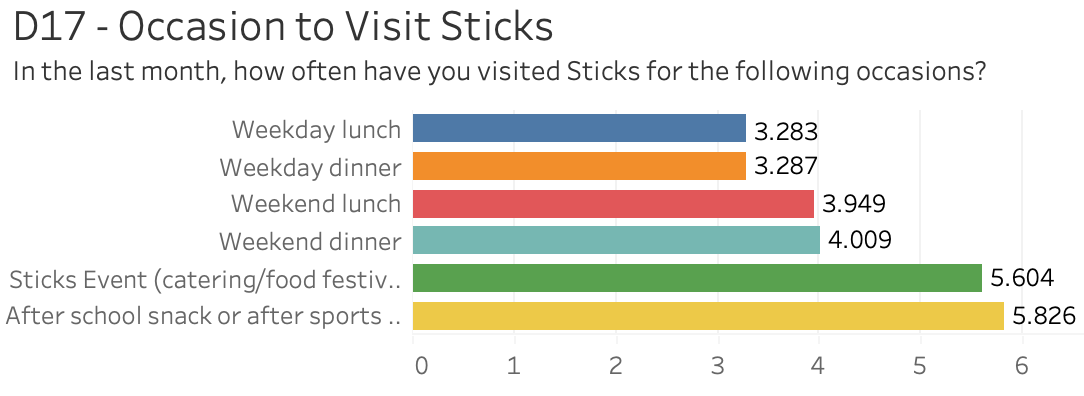 D17 - Occasion to Visit Sticks
In the last month, how often have you visited Sticks for the following occasions?
Weekday lunch 3.283
Weekday dinner 3.287
Weekend lunch 3.949
Weekend dinner 4.009
Sticks Event (catering/food festiv.. 5.604
After school snack or after sports .. 5.826
0 1 2 3 4 5 6